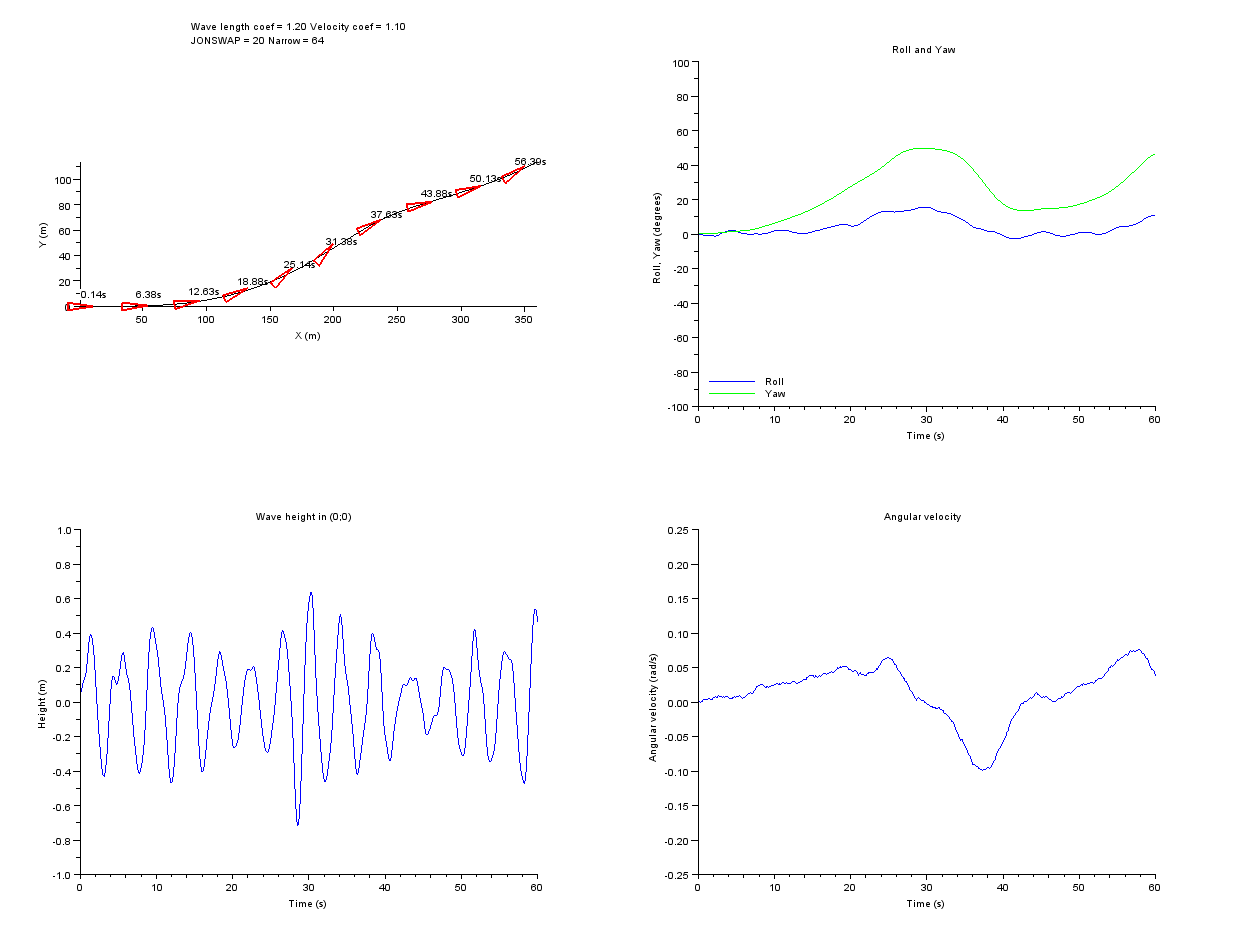 Wave length coef = 1.20 Velocity coef = 1.10
JONSWAP = 20 Narrow = 64
100
80
60
40
20
0
Y (m)
-0.14s
6.38s
12.63s
18.88s
25.14s
31.38s
37.63s
43.88s
50.13s
56.39s
50 100 150 200 250 300 350
X (m)
Roll and Yaw
100
80
60
40
20
0
-20
-40
-60
-80
-100
Roll, Yaw (degrees)
Roll
Yaw
0 10 20 30 40 50 60
Time (s)
Wave height in (0;0)
1.0
0.8
0.6
0.4
0.2
0.0
-0.2
-0.4
-0.6
-0.8
-1.0
Height (m)
0 10 20 30 40 50 60
Time (s)
Angular velocity
0.25
0.20
0.15
0.10
0.05
0.00
-0.05
-0.10
-0.15
-0.20
-0.25
Angular velocity (rad/s)
0 10 20 30 40 50 60
Time (s)